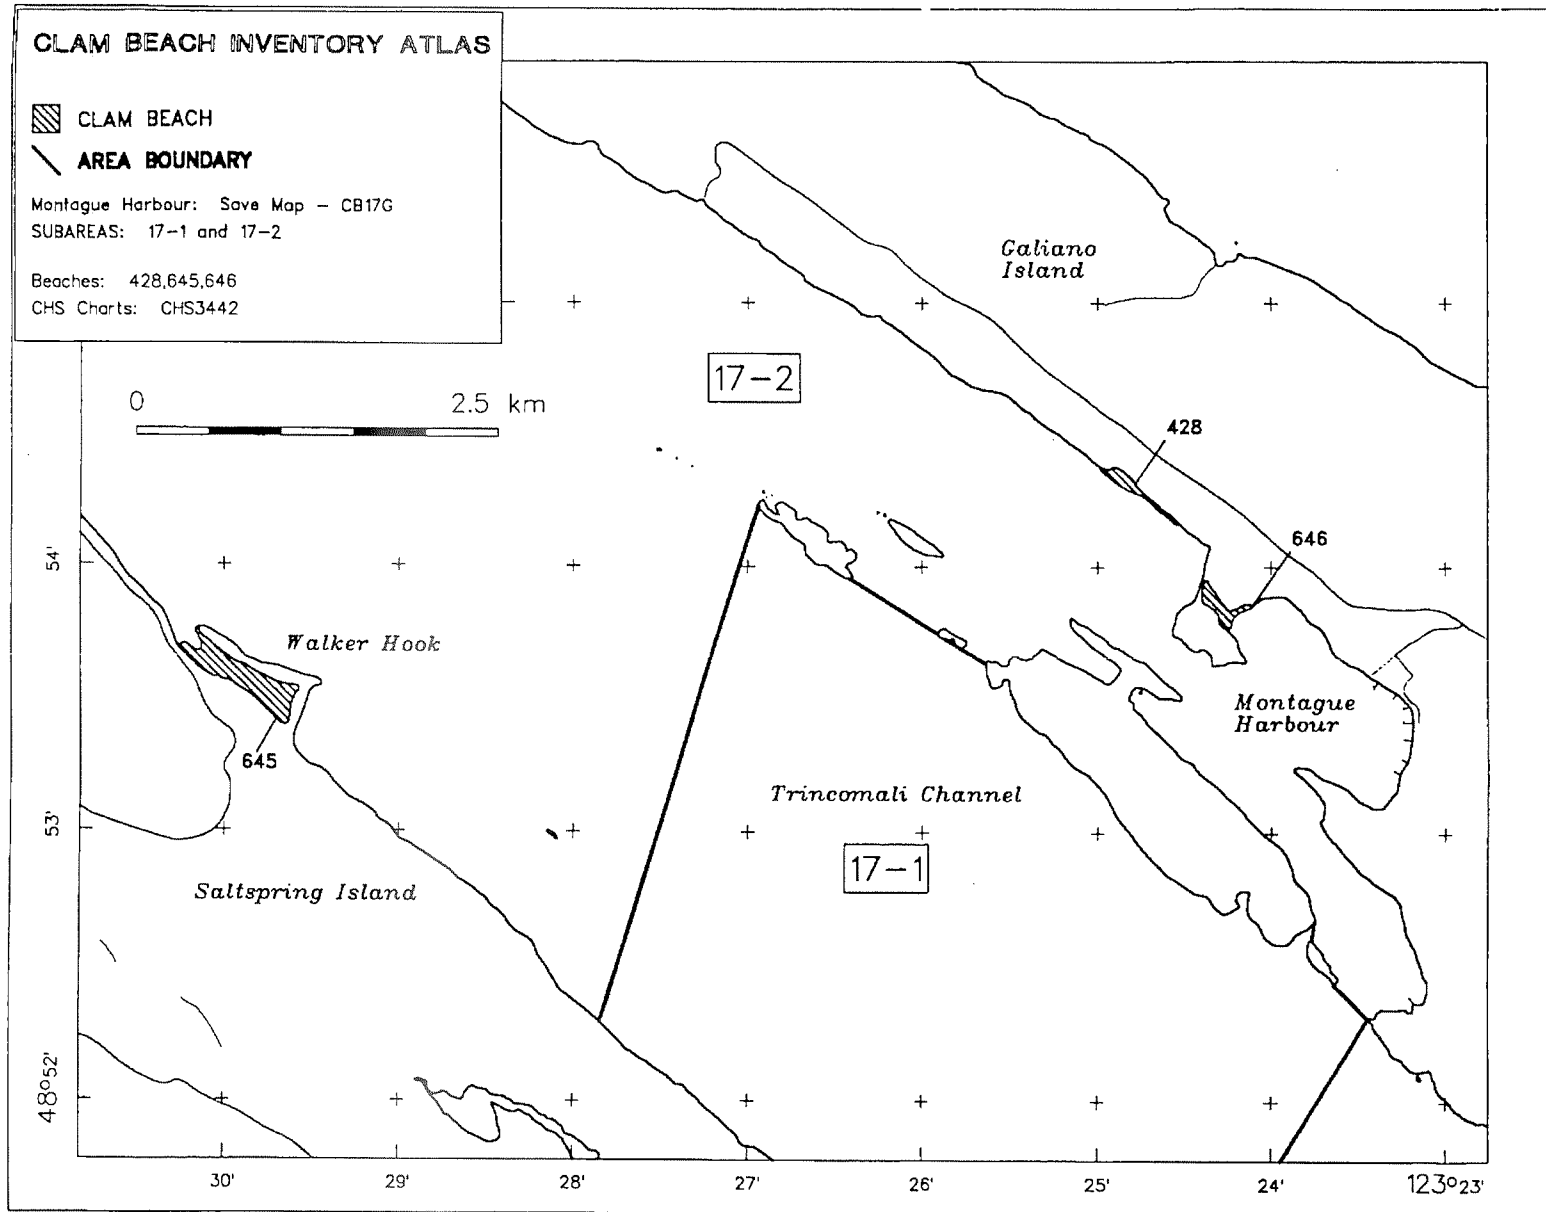 CLAM BEACH INVENTORY ATLAS
CLAM BEACH
AREA BOUNDARY
Montague Harbour: Save Map - CB17G
SUBAREAS: 17-1 and 17-2
Beaches: 428,645,646
CHS Charts: CHS3442
0 2.5 km
17-2
Galiano
Island
428
646
54'
Walker Hook
645
Montague
Harbour
Trincomali Channel
53'
17-1
Saltspring Island
48°52'
30' 29' 28' 27' 26' 25' 24' 123°23'